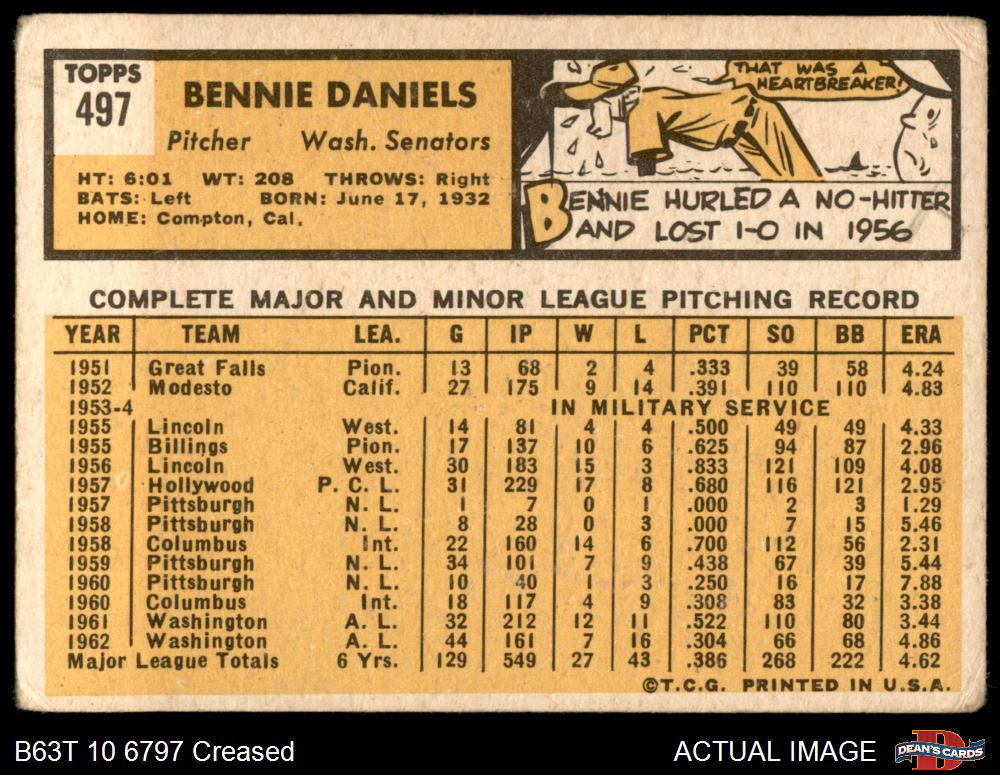 TOPPS
497
BENNIE DANIELS
Pitcher Wash. Senators
HT: 6:01 WT: 208 THROWS: Right
BATS: Left BORN: June 17, 1932
HOME: Compton, Cal.
THAT WAS A
HEARTBREAKER!
BENNIE HURLED A NO-HITTER
AND LOST 1-0 IN 1956
COMPLETE MAJOR AND MINOR LEAGUE PITCHING RECORD
YEAR TEAM LEA. G IP W L PCT SO BB ERA
1951 Great Falls Pion. 13 68 2 4 .333 39 58 4.24
1952 Modesto Calif. 27 175 9 14 .391 110 110 4.83
1953-4 IN MILITARY SERVICE
1955 Lincoln West. 14 81 4 4 .500 49 49 4.33
1955 Billings Pion. 17 137 10 6 .625 94 87 2.96
1956 Lincoln West. 30 183 15 3 .833 121 109 4.08
1957 Hollywood P. C. L. 31 229 17 8 .680 116 121 2.95
1957 Pittsburgh N. L. 1 7 0 1 .000 2 3 1.29
1958 Pittsburgh N. L. 8 28 0 3 .000 7 15 5.46
1958 Columbus Int. 22 160 14 6 .700 112 56 2.31
1959 Pittsburgh N. L. 34 101 7 9 .438 67 39 5.44
1960 Pittsburgh N. L. 10 40 1 3 .250 16 17 7.88
1960 Columbus Int. 18 117 4 9 .308 83 32 3.38
1961 Washington A. L. 32 212 12 11 .522 110 80 3.44
1962 Washington A. L. 44 161 7 16 .304 66 68 4.86
Major League Totals 6 Yrs. 129 549 27 43 .386 268 222 4.62
©T.C.G. PRINTED IN U.S.A.
B63T 10 6797 Creased ACTUAL IMAGE
D
DEAN'S CARDS